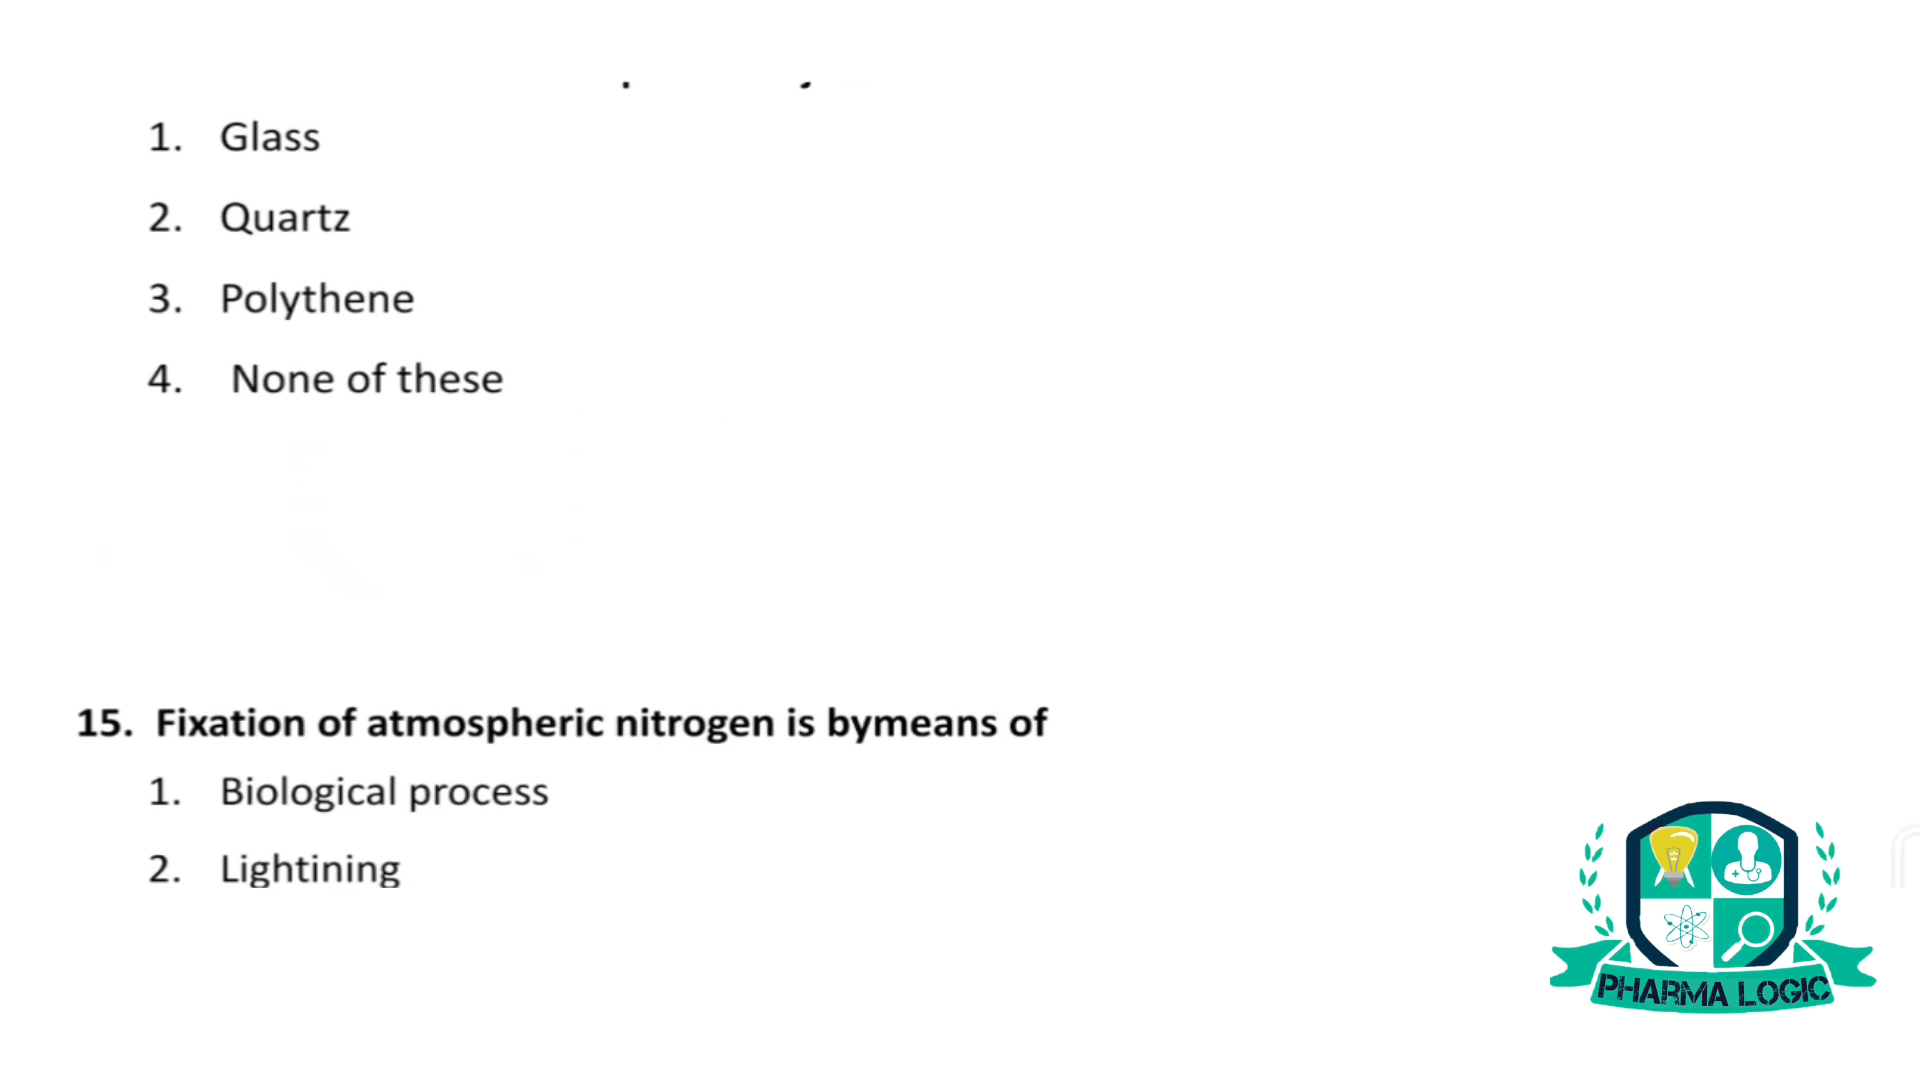 1. Glass
2. Quartz
3. Polythene
4. None of these
15. Fixation of atmospheric nitrogen is bymeans of
1. Biological process
2. Lightining
PHARMA LOGIC